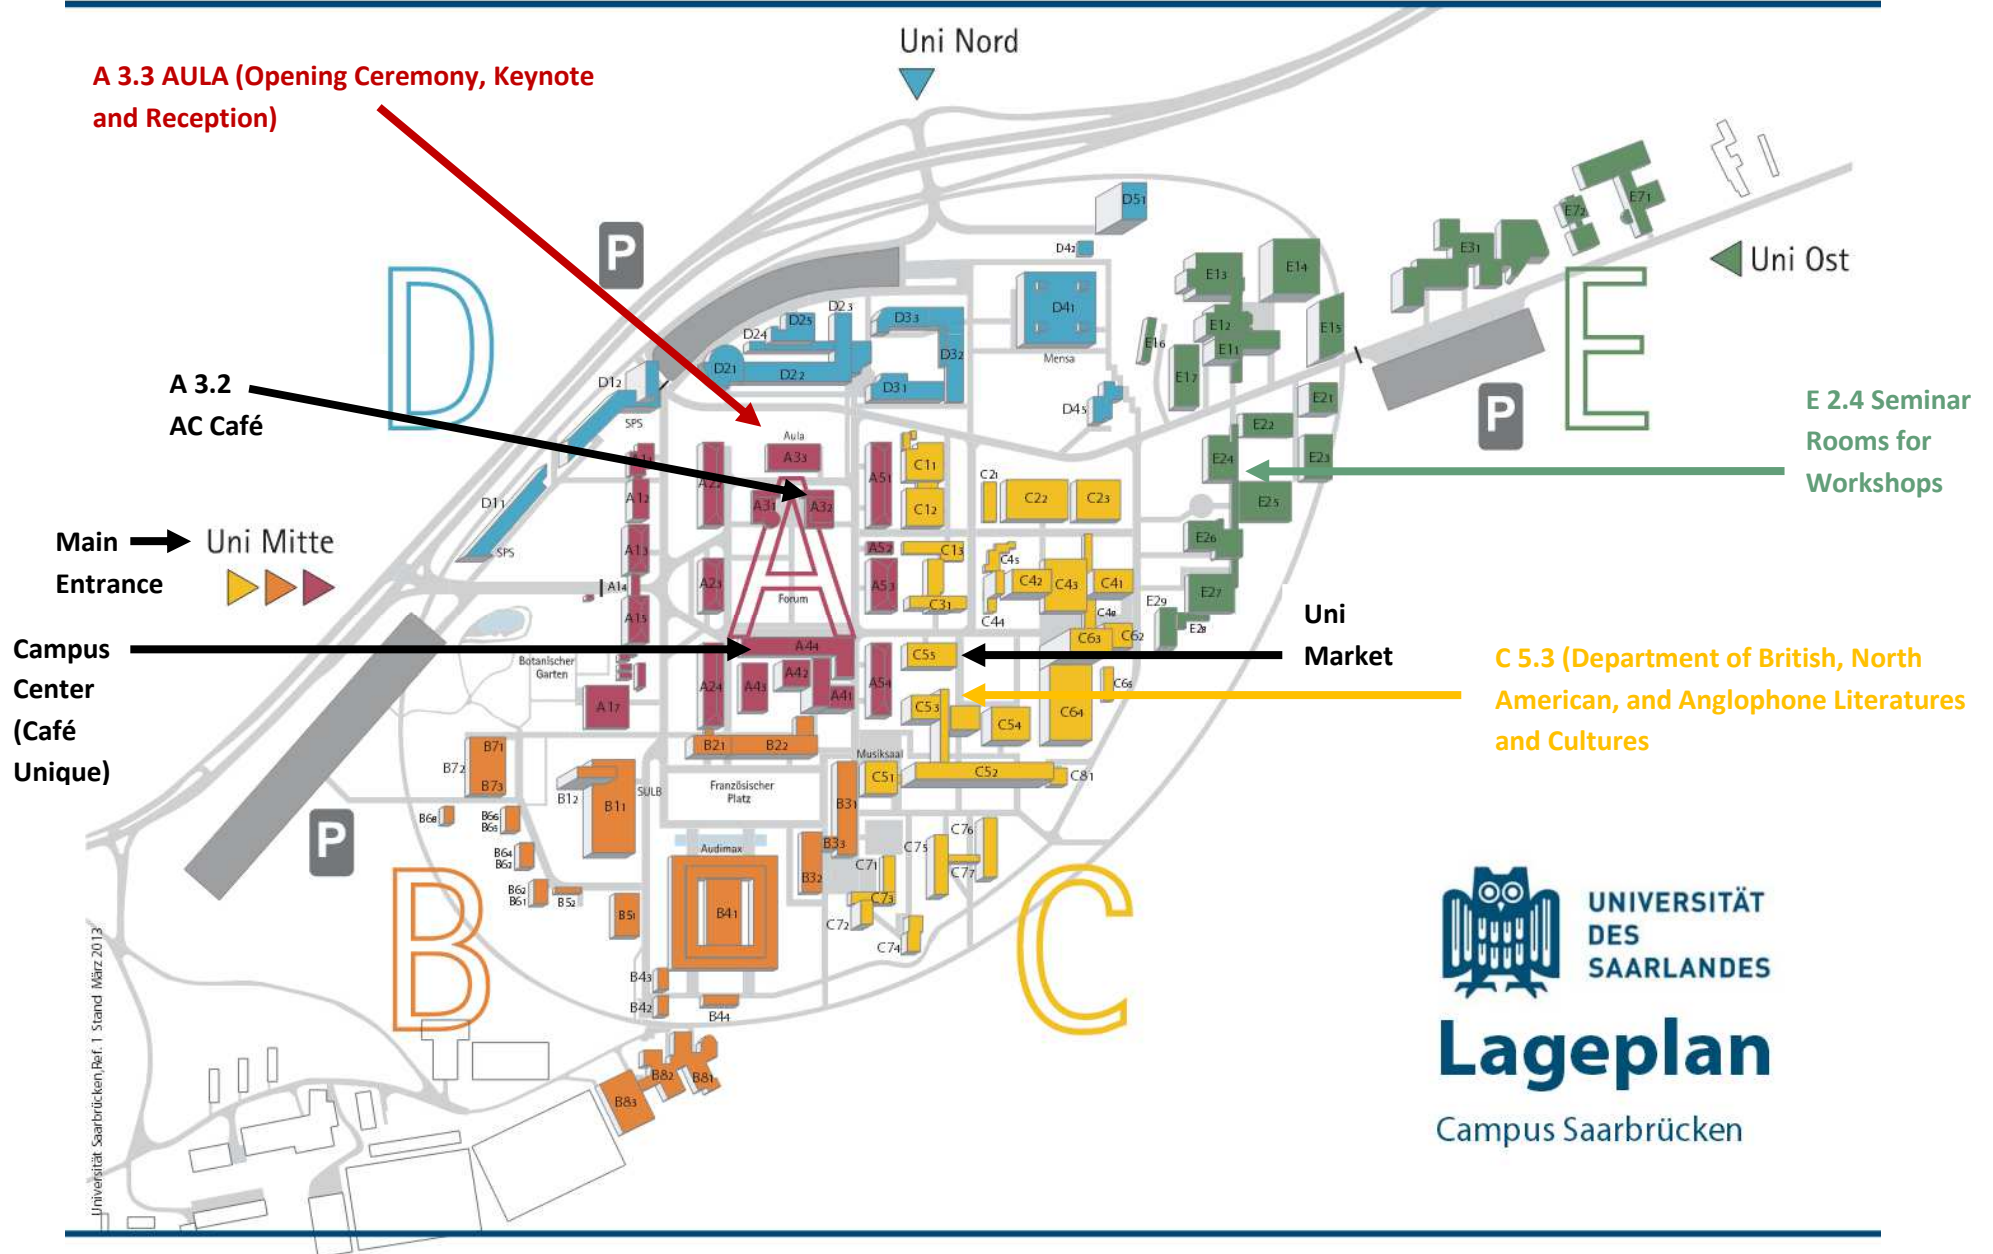 Uni Nord
A 3.3 AULA (Opening Ceremony, Keynote
and Reception)
P
D
D51
D42
E13
E14
E31
E72
E71
Uni Ost
E
D23
D25
D24
D33
D41
D32
D21
D22
D31
Mensa
E12
E11
E15
E16
E17
D12
SPS
D45
A 3.2
AC Café
P
E 2.4 Seminar
Rooms for
Workshops
E21
E22
E23
E24
E25
E26
E27
E29
E28
Aula
A33
A22
A51
C11
C12
C21
C22
C23
A12
A31
A32
D11
SPS
Main
Entrance
Uni Mitte
A
A13
A14
A15
A23
Forum
A52
A53
C13
C31
C45
C42
C43
C41
C44
C48
C63
C62
Uni
Market
Campus
Center
(Café
Unique)
Botanischer
Garten
A44
A42
A43
A41
A24
A54
A17
C55
C53
C54
C64
C65
C 5.3 (Department of British, North
American, and Anglophone Literatures
and Cultures
B71
B72
B73
B21
B22
Musiksaal
C51
C52
C81
B12
B11
SULB
Französischer
Platz
B31
B68
B66
B65
B64
B63
B62
B61
B52
B51
P
B
Audimax
B41
B33
B32
C71
C73
C72
C74
C75
C76
C77
C
B43
B42
B44
B82
B81
B83
UNIVERSITÄT
DES
SAARLANDES
Lageplan
Campus Saarbrücken
Universität Saarbrücken,Ref. 1 Stand März 2013